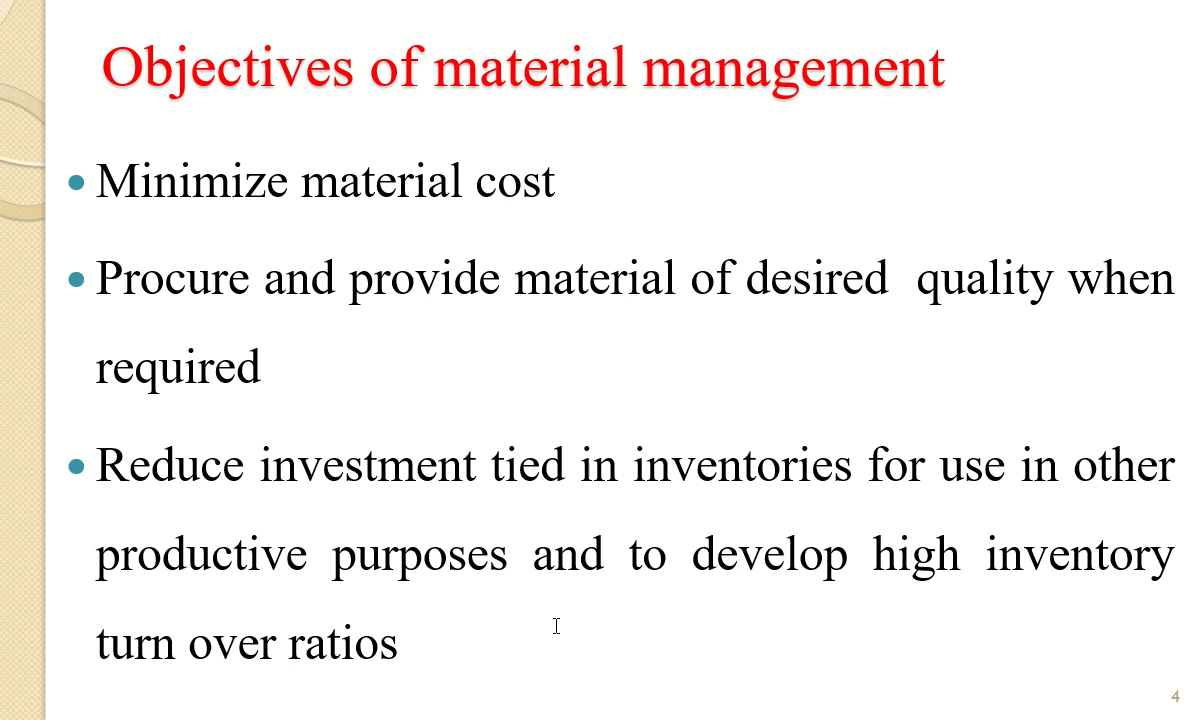 Objectives of material management
• Minimize material cost
• Procure and provide material of desired quality when
required
• Reduce investment tied in inventories for use in other
productive purposes and to develop high inventory
turn over ratios
4